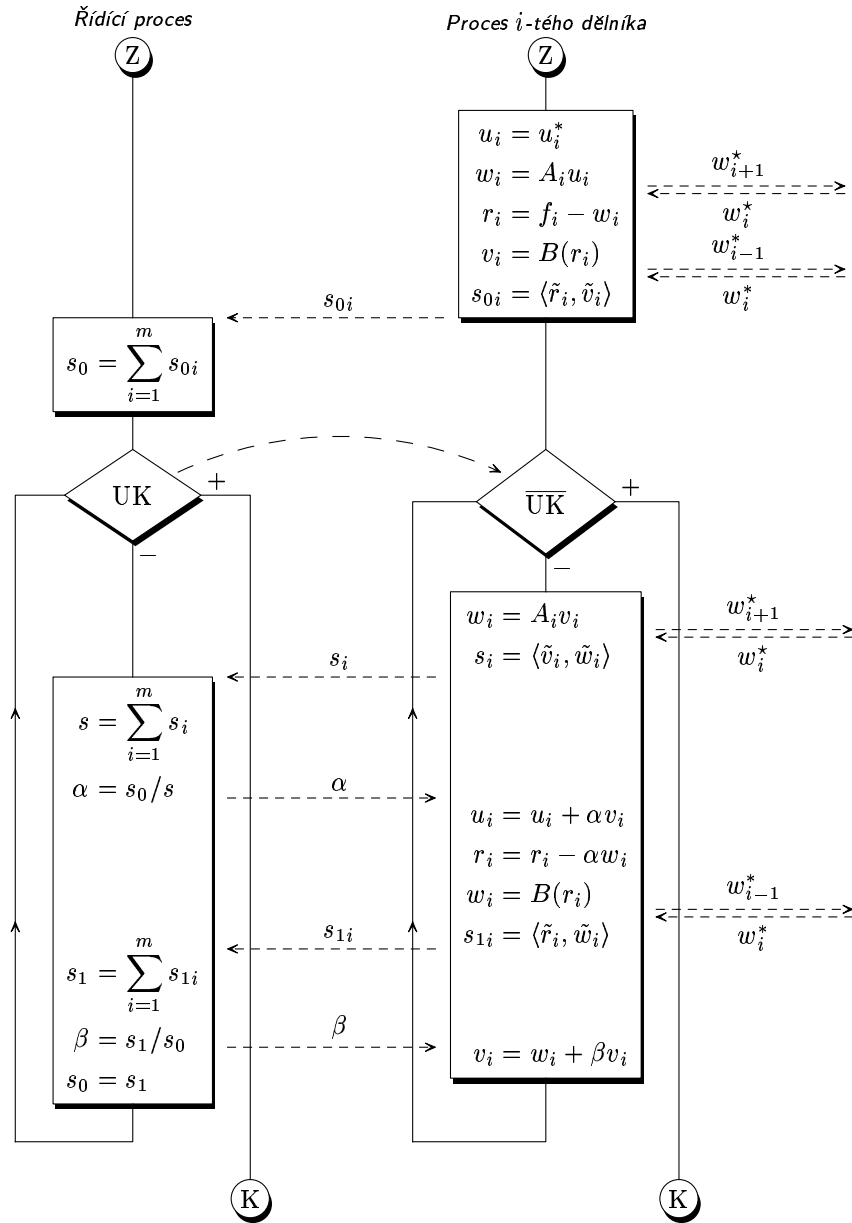 Řídící proces
Proces i-tého dělníka
Z
Z
u_i = u_i^*
w_i = A_i u_i
r_i = f_i − w_i
v_i = B(r_i)
s_{0i} = ⟨r̃_i, ṽ_i⟩
w_{i+1}^⋆
w_i^⋆
w_{i−1}^*
w_i^*
s_{0i}
s_0 = ∑_{i=1}^{m} s_{0i}
−
UK
+
−
U̅K̅
+
−
w_i = A_i v_i
s_i = ⟨ṽ_i, w̃_i⟩
w_{i+1}^⋆
w_i^⋆
s_i
s = ∑_{i=1}^{m} s_i
α = s_0/s
α
u_i = u_i + αv_i
r_i = r_i − αw_i
w_i = B(r_i)
s_{1i} = ⟨r̃_i, w̃_i⟩
w_{i−1}^*
w_i^*
s_{1i}
s_1 = ∑_{i=1}^{m} s_{1i}
β = s_1/s_0
s_0 = s_1
β
v_i = w_i + βv_i
K
K